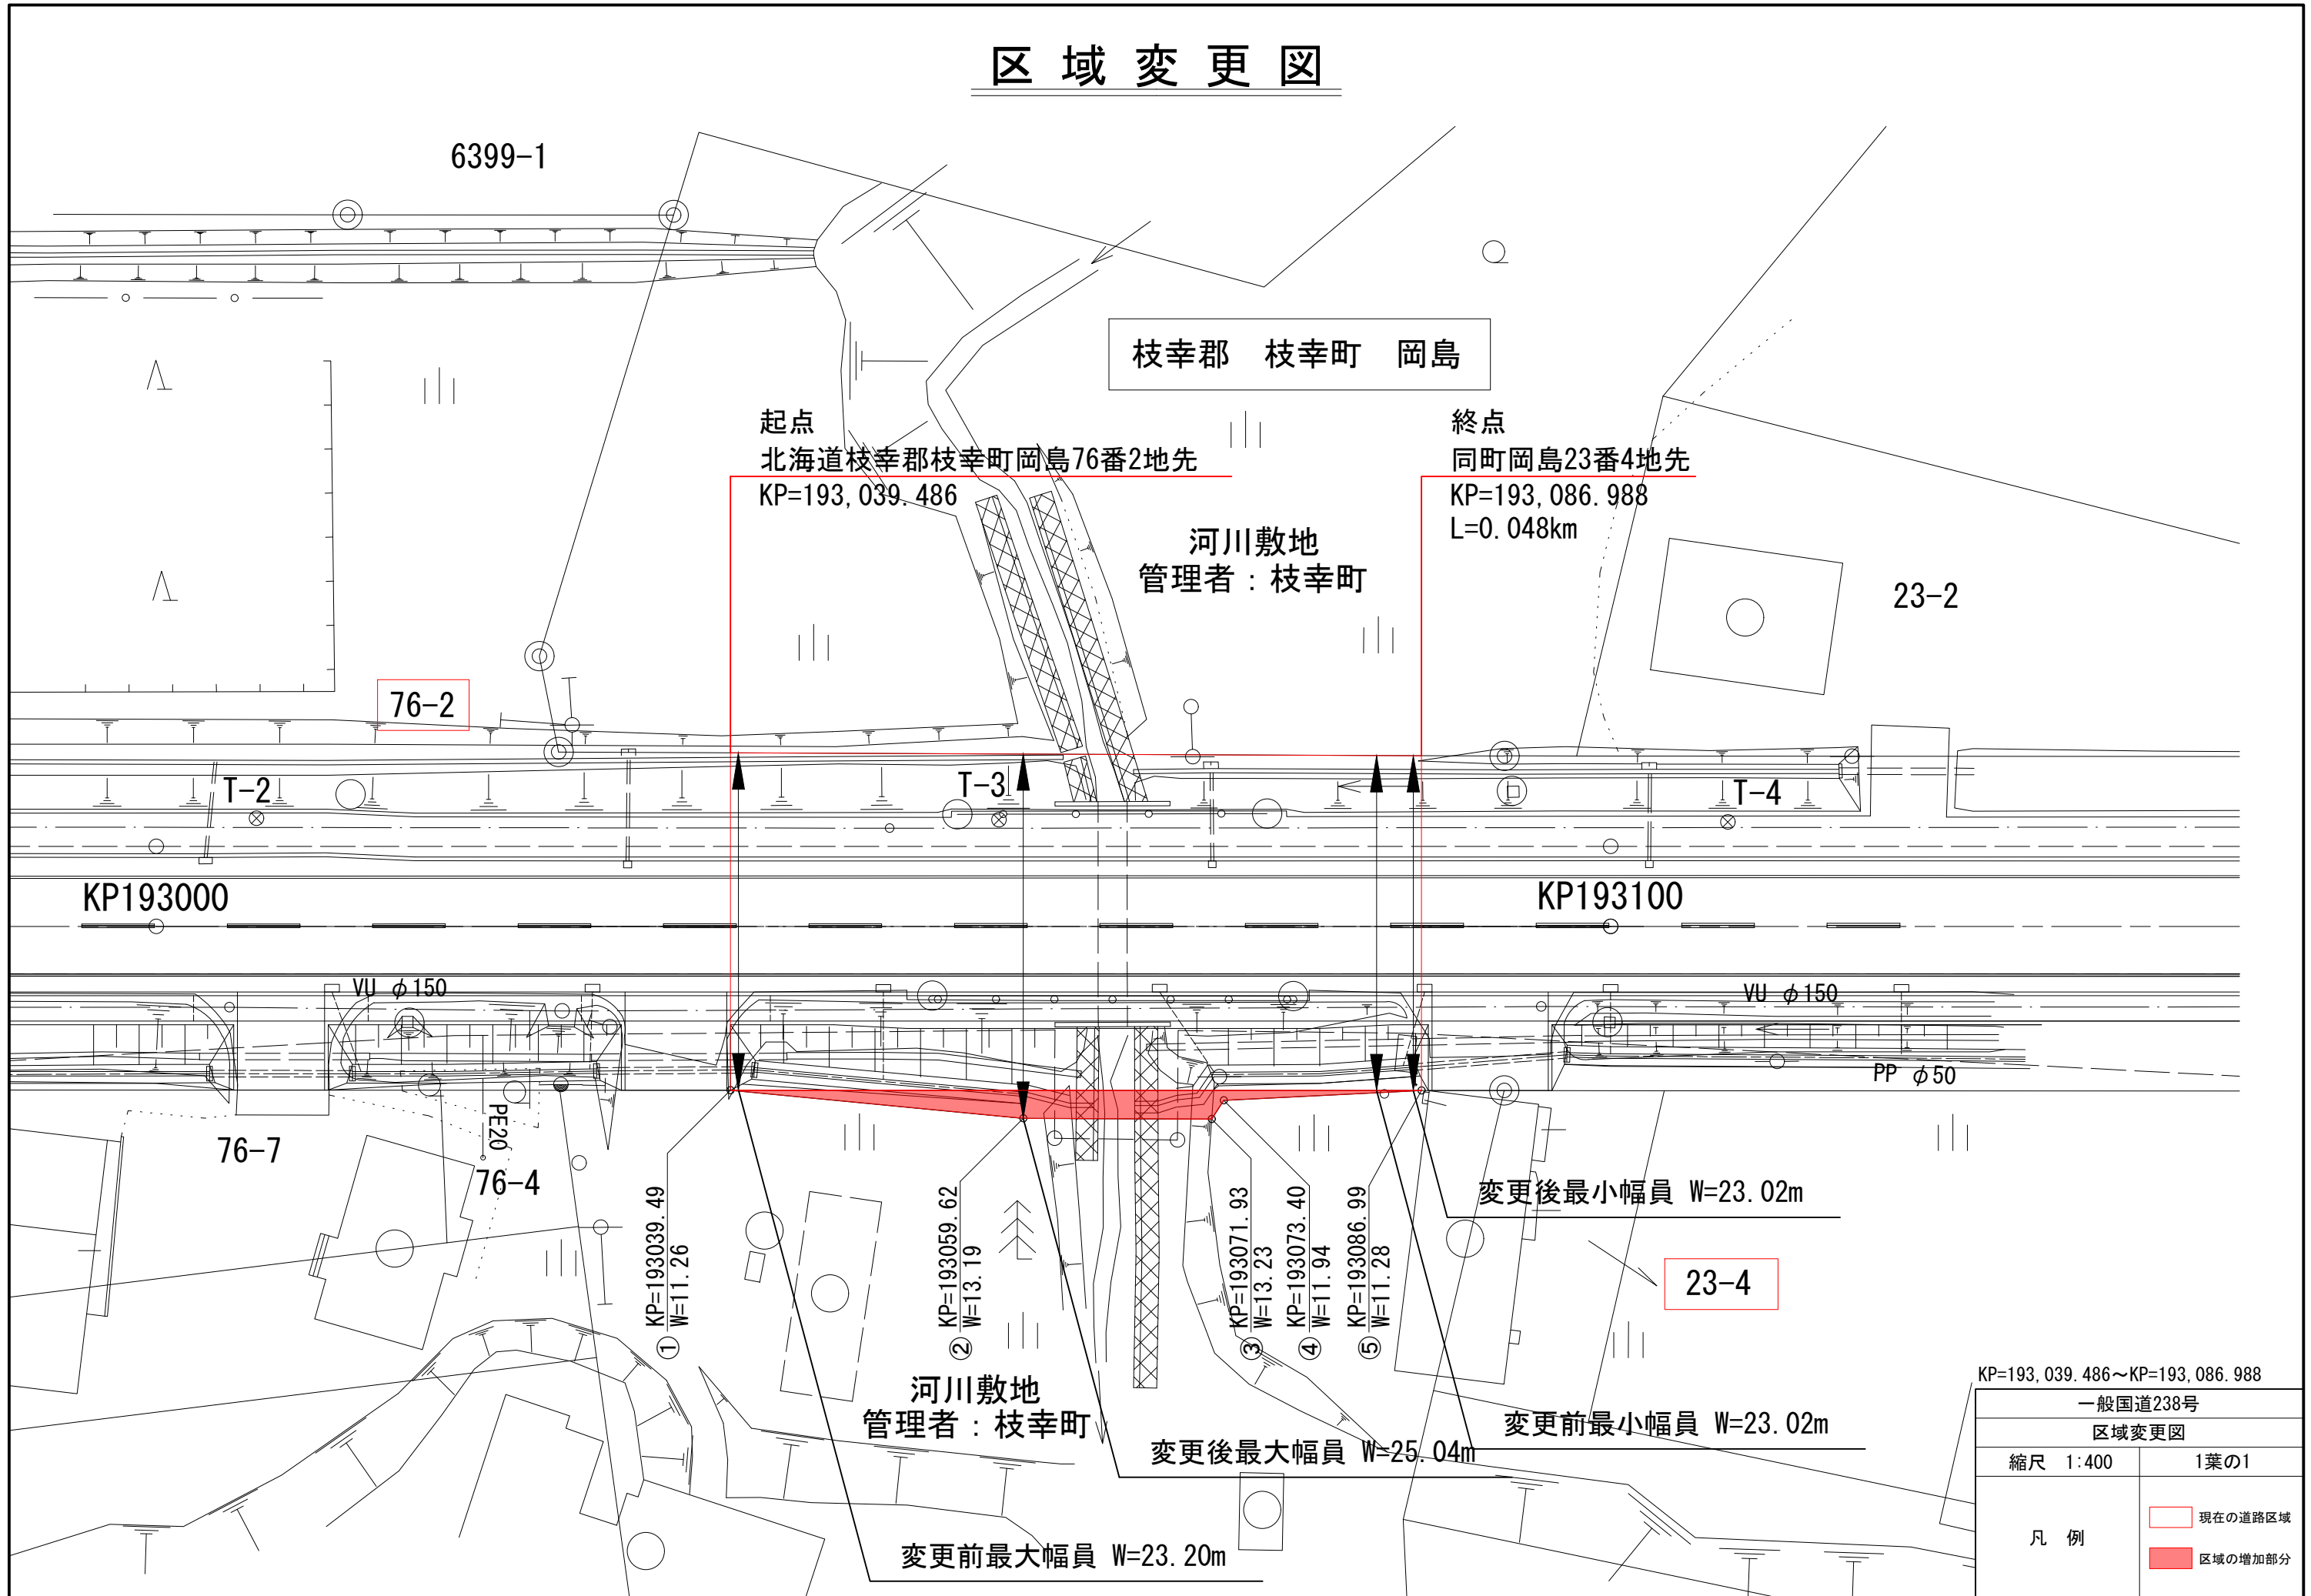 区域変更図
6399-1
枝幸郡　枝幸町　岡島
起点
北海道枝幸郡枝幸町岡島76番2地先
KP=193,039.486
終点
同町岡島23番4地先
KP=193,086.988
L=0.048km
河川敷地
管理者：枝幸町
23-2
76-2
T-2
T-3
T-4
KP193000
KP193100
VU φ150
VU φ150
PP φ50
PE20
76-7
76-4
① KP=193039.49
W=11.26
② KP=193059.62
W=13.19
③ KP=193071.93
W=13.23
④ KP=193073.40
W=11.94
⑤ KP=193086.99
W=11.28
変更後最小幅員 W=23.02m
23-4
河川敷地
管理者：枝幸町
変更前最小幅員 W=23.02m
変更後最大幅員 W=25.04m
変更前最大幅員 W=23.20m
KP=193,039.486～KP=193,086.988
一般国道238号
区域変更図
縮尺　1:400
1葉の1
凡　例
現在の道路区域
区域の増加部分